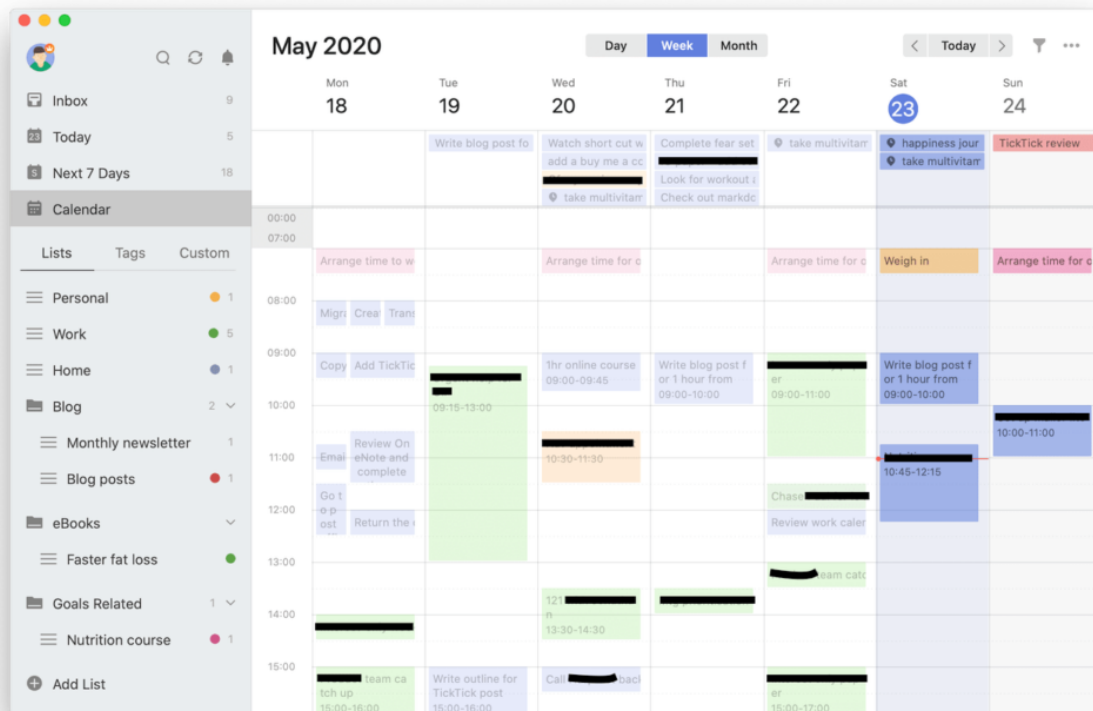 May 2020
Day Week Month
Today
Mon Tue Wed Thu Fri Sat Sun
18 19 20 21 22 23 24
Inbox 9
23 Today 5
S Next 7 Days 18
Calendar
Lists Tags Custom
Personal 1
Work 5
Home 1
Blog 2
Monthly newsletter 1
Blog posts 1
eBooks
Faster fat loss
Goals Related 1
Nutrition course 1
Add List
Write blog post fo
Watch short cut w
add a buy me a cc
take multivitam
Complete fear set
Look for workout a
Check out markdc
take multivitam
happiness jour
take multivitam
TickTick review
00:00
07:00
Arrange time to w
Arrange time for c
Arrange time for c
Weigh in
Arrange time for c
08:00
Migra Creat Trans
09:00
Copy Add TickTic
09:15-13:00
1hr online course
09:00-09:45
Write blog post f
or 1 hour from
09:00-10:00
er
09:00-11:00
Write blog post f
or 1 hour from
09:00-10:00
10:00
10:00-11:00
Emai
Review On
eNote and
complete
10:30-11:30
10:45-12:15
11:00
Go t
o p
ost
Return the
Chase
Review work caler
12:00
13:00
team catc
121
n
13:30-14:30
14:00
15:00
team ca
tch up
15:00-16:00
Write outline for
TickTick post
15:00-16:00
Call back
er
15:00-17:00